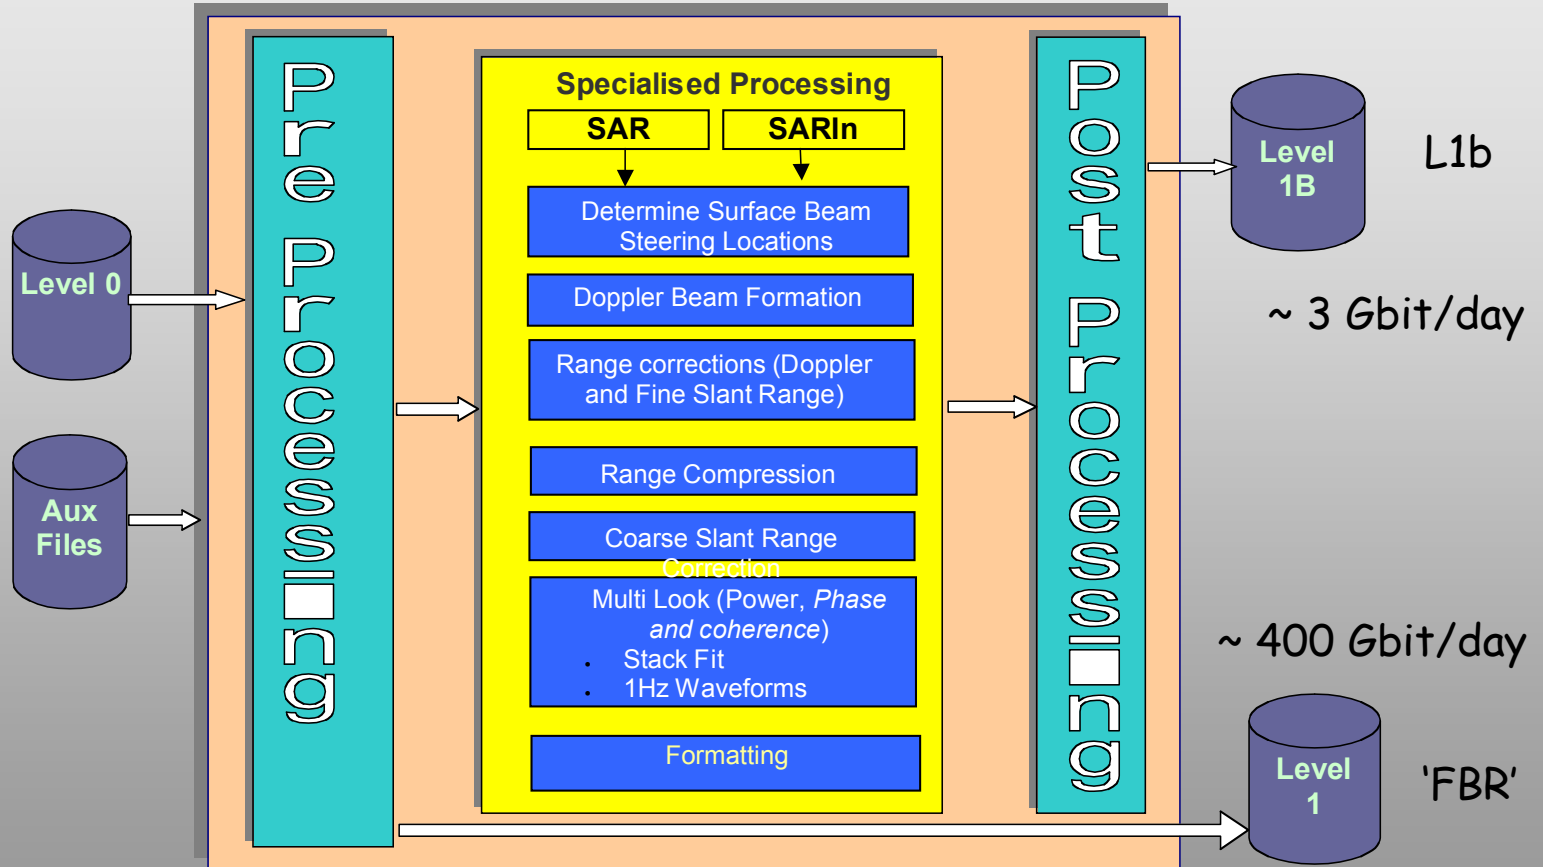 Level 0
Aux
Files
Pre Processing
Specialised Processing
SAR
SARIn
Determine Surface Beam
Steering Locations
Doppler Beam Formation
Range corrections (Doppler
and Fine Slant Range)
Range Compression
Coarse Slant Range
Correction
Multi Look (Power, Phase
and coherence)
. Stack Fit
. 1Hz Waveforms
Formatting
Post Processing
Level
1B
L1b
~ 3 Gbit/day
~ 400 Gbit/day
Level
1
'FBR'